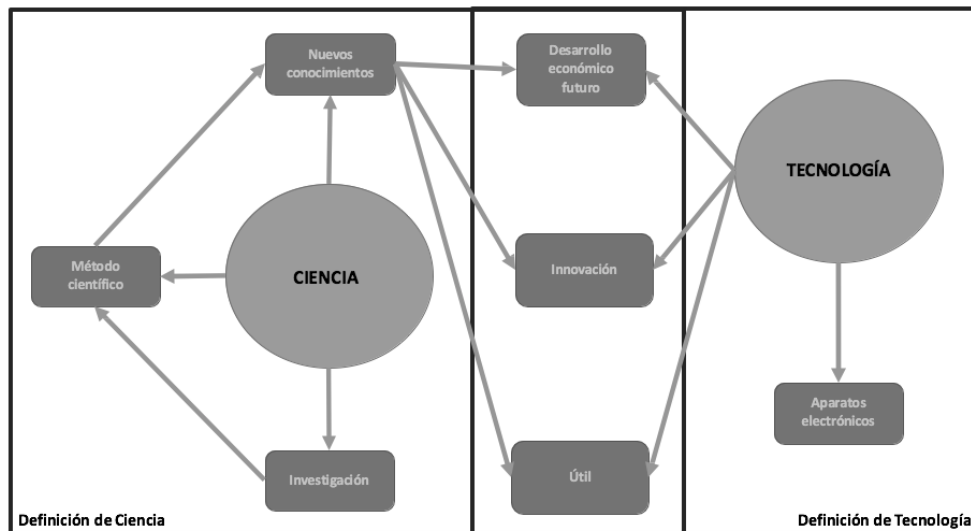 Nuevos
conocimientos
Desarrollo
económico
futuro
TECNOLOGÍA
Método
científico
CIENCIA
Innovación
Aparatos
electrónicos
Investigación
Útil
Definición de Ciencia
Definición de Tecnología